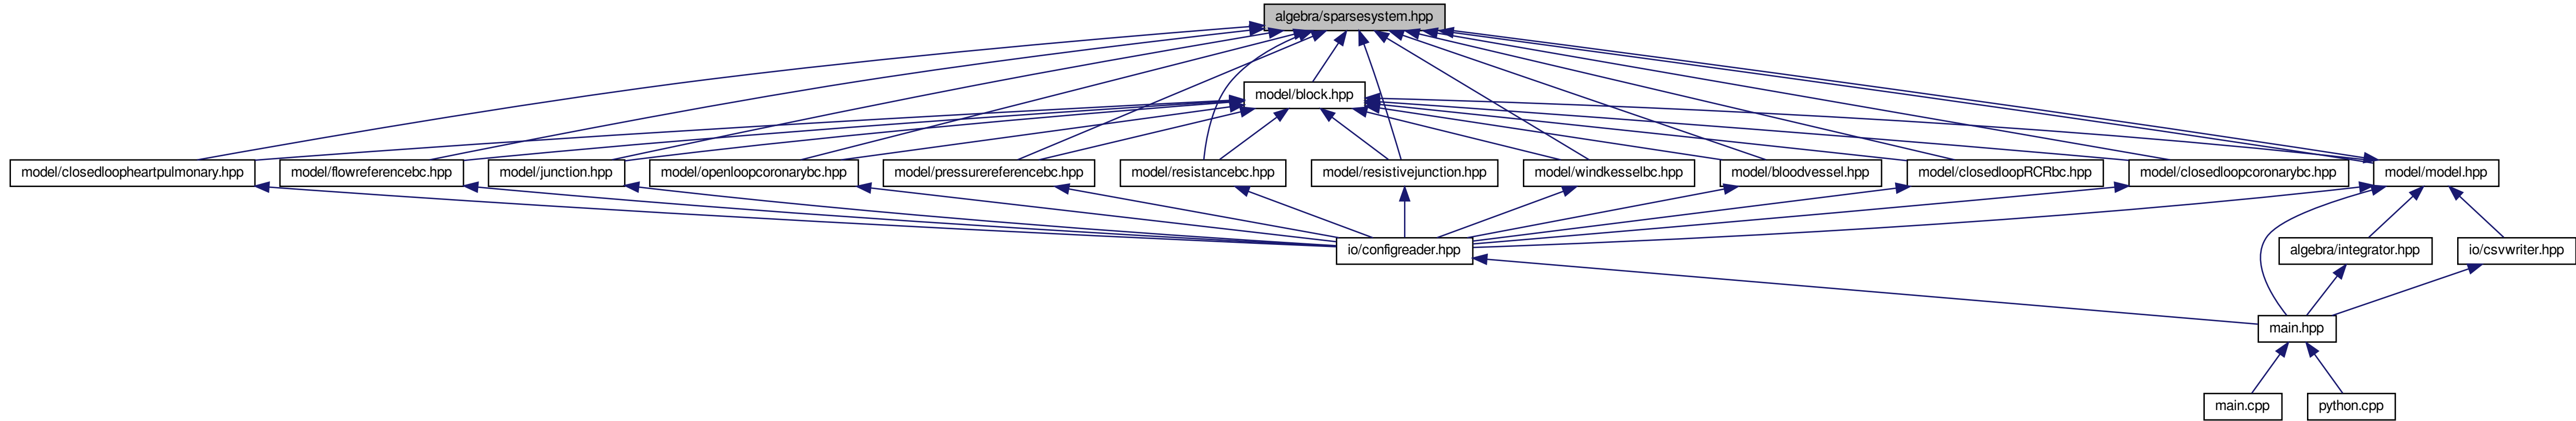 algebra/sparsesystem.hpp
model/block.hpp
model/closedloopheartpulmonary.hpp
model/flowreferencebc.hpp
model/junction.hpp
model/openloopcoronarybc.hpp
model/pressurereferencebc.hpp
model/resistancebc.hpp
model/resistivejunction.hpp
model/windkesselbc.hpp
model/bloodvessel.hpp
model/closedloopRCRbc.hpp
model/closedloopcoronarybc.hpp
model/model.hpp
io/configreader.hpp
algebra/integrator.hpp
io/csvwriter.hpp
main.hpp
main.cpp
python.cpp